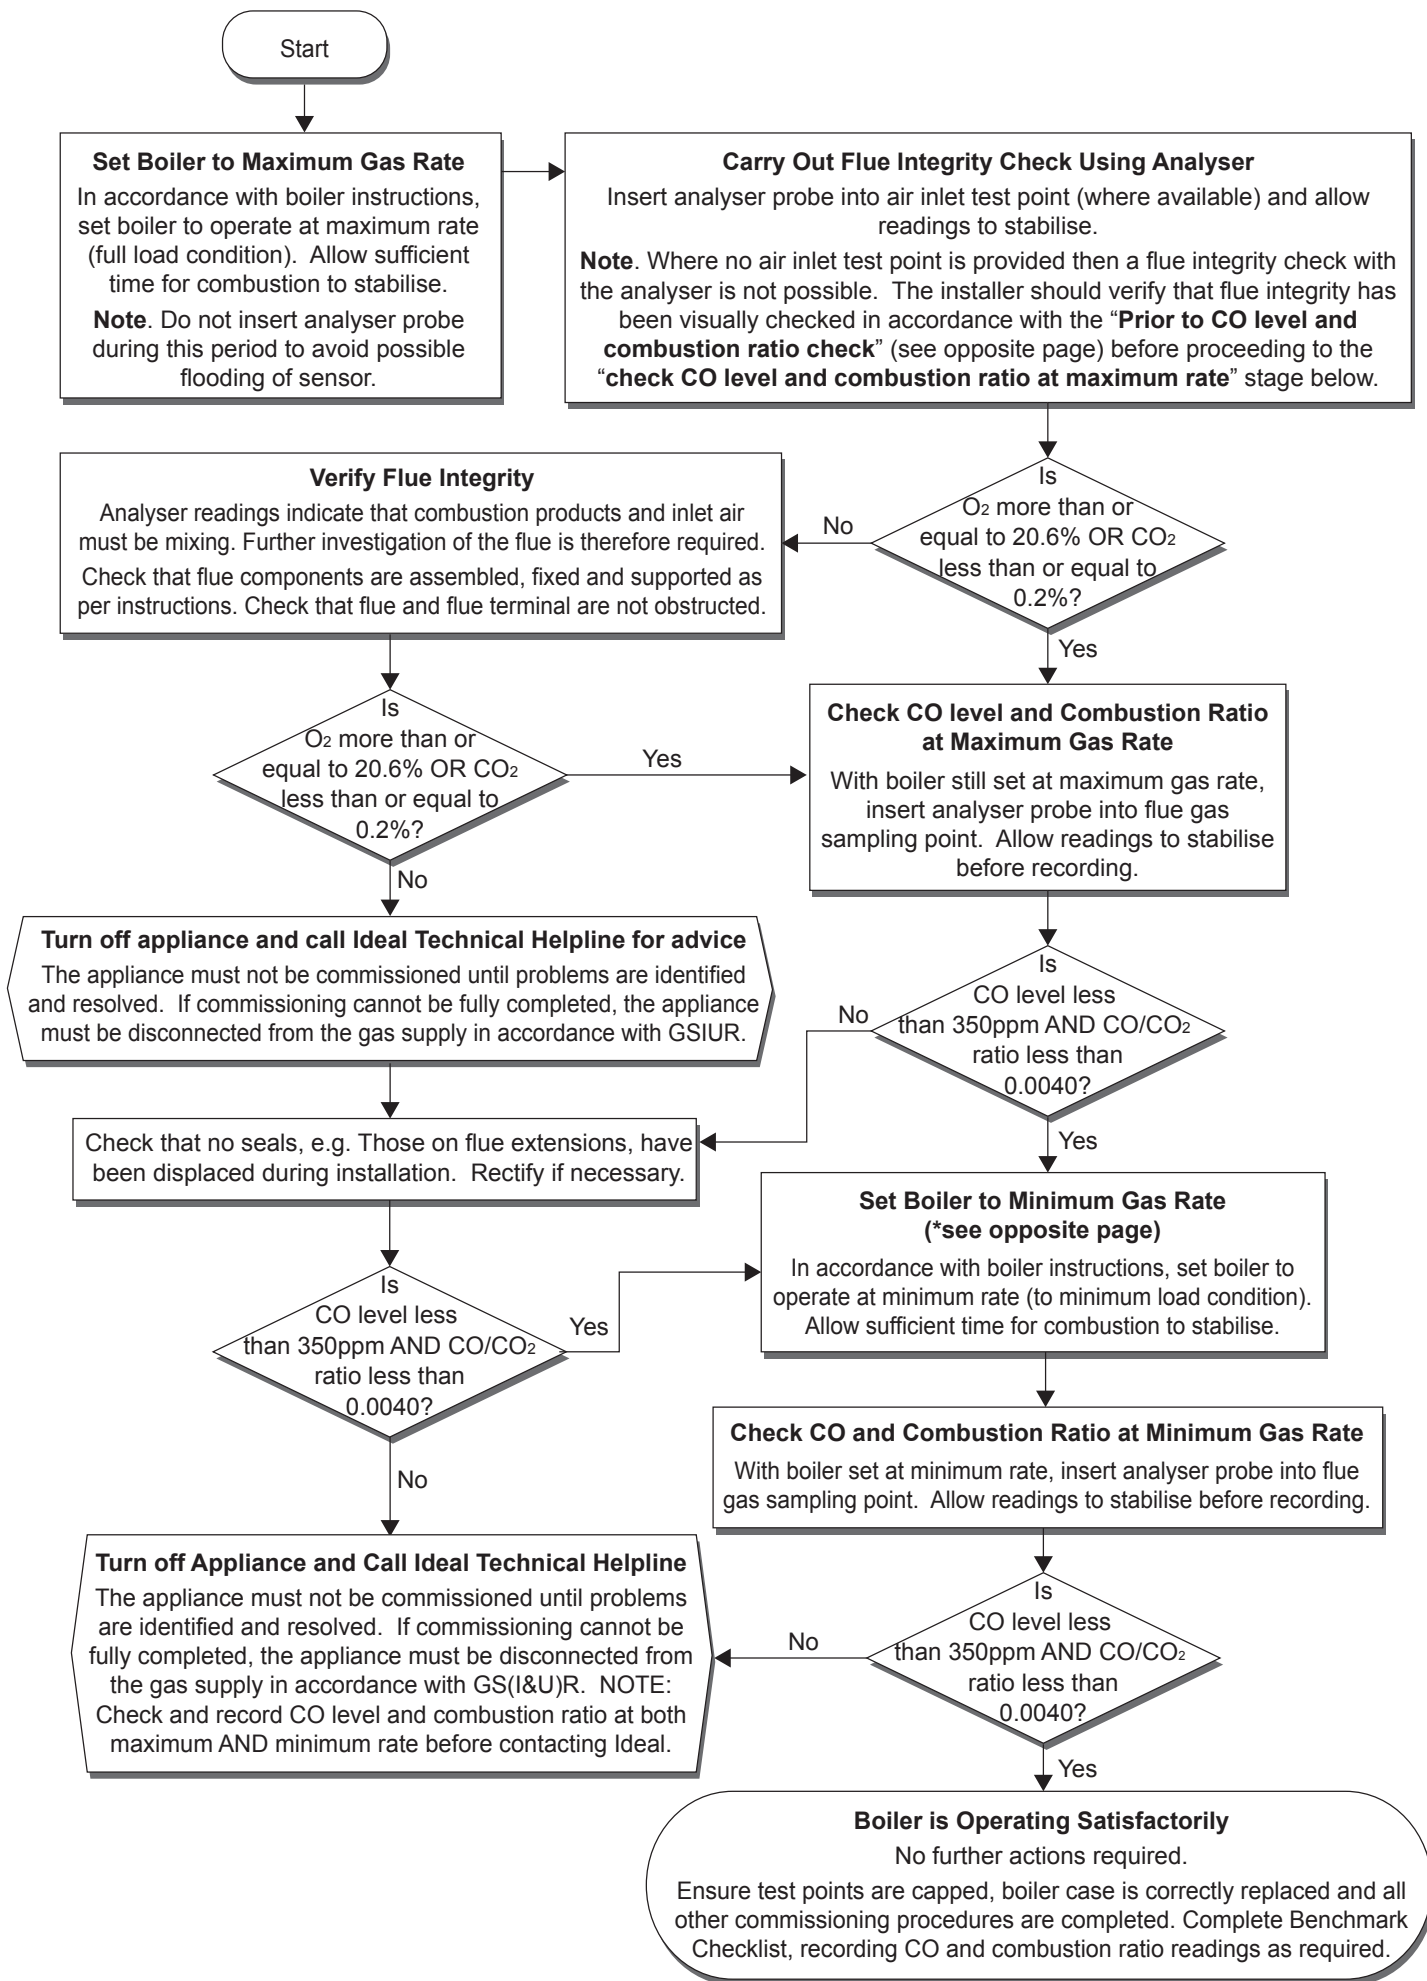 Start
Set Boiler to Maximum Gas Rate
In accordance with boiler instructions,
set boiler to operate at maximum rate
(full load condition).  Allow sufficient
time for combustion to stabilise.
Note. Do not insert analyser probe
during this period to avoid possible
flooding of sensor.
Carry Out Flue Integrity Check Using Analyser
Insert analyser probe into air inlet test point (where available) and allow
readings to stabilise.
Note. Where no air inlet test point is provided then a flue integrity check with
the analyser is not possible.  The installer should verify that flue integrity has
been visually checked in accordance with the “Prior to CO level and
combustion ratio check” (see opposite page) before proceeding to the
“check CO level and combustion ratio at maximum rate” stage below.
Is
O2 more than or
equal to 20.6% OR CO2
less than or equal to
0.2%?
No
Yes
Verify Flue Integrity
Analyser readings indicate that combustion products and inlet air
must be mixing. Further investigation of the flue is therefore required.
Check that flue components are assembled, fixed and supported as
per instructions. Check that flue and flue terminal are not obstructed.
Is
O2 more than or
equal to 20.6% OR CO2
less than or equal to
0.2%?
Yes
No
Check CO level and Combustion Ratio
at Maximum Gas Rate
With boiler still set at maximum gas rate,
insert analyser probe into flue gas
sampling point.  Allow readings to stabilise
before recording.
Turn off appliance and call Ideal Technical Helpline for advice
The appliance must not be commissioned until problems are identified
and resolved.  If commissioning cannot be fully completed, the appliance
must be disconnected from the gas supply in accordance with GSIUR.
Is
CO level less
than 350ppm AND CO/CO2
ratio less than
0.0040?
No
Yes
Check that no seals, e.g. Those on flue extensions, have
been displaced during installation.  Rectify if necessary.
Set Boiler to Minimum Gas Rate
(*see opposite page)
In accordance with boiler instructions, set boiler to
operate at minimum rate (to minimum load condition).
Allow sufficient time for combustion to stabilise.
Is
CO level less
than 350ppm AND CO/CO2
ratio less than
0.0040?
Yes
No
Check CO and Combustion Ratio at Minimum Gas Rate
With boiler set at minimum rate, insert analyser probe into flue
gas sampling point.  Allow readings to stabilise before recording.
Turn off Appliance and Call Ideal Technical Helpline
The appliance must not be commissioned until problems
are identified and resolved.  If commissioning cannot be
fully completed, the appliance must be disconnected from
the gas supply in accordance with GS(I&U)R.  NOTE:
Check and record CO level and combustion ratio at both
maximum AND minimum rate before contacting Ideal.
Is
CO level less
than 350ppm AND CO/CO2
ratio less than
0.0040?
No
Yes
Boiler is Operating Satisfactorily
No further actions required.
Ensure test points are capped, boiler case is correctly replaced and all
other commissioning procedures are completed. Complete Benchmark
Checklist, recording CO and combustion ratio readings as required.